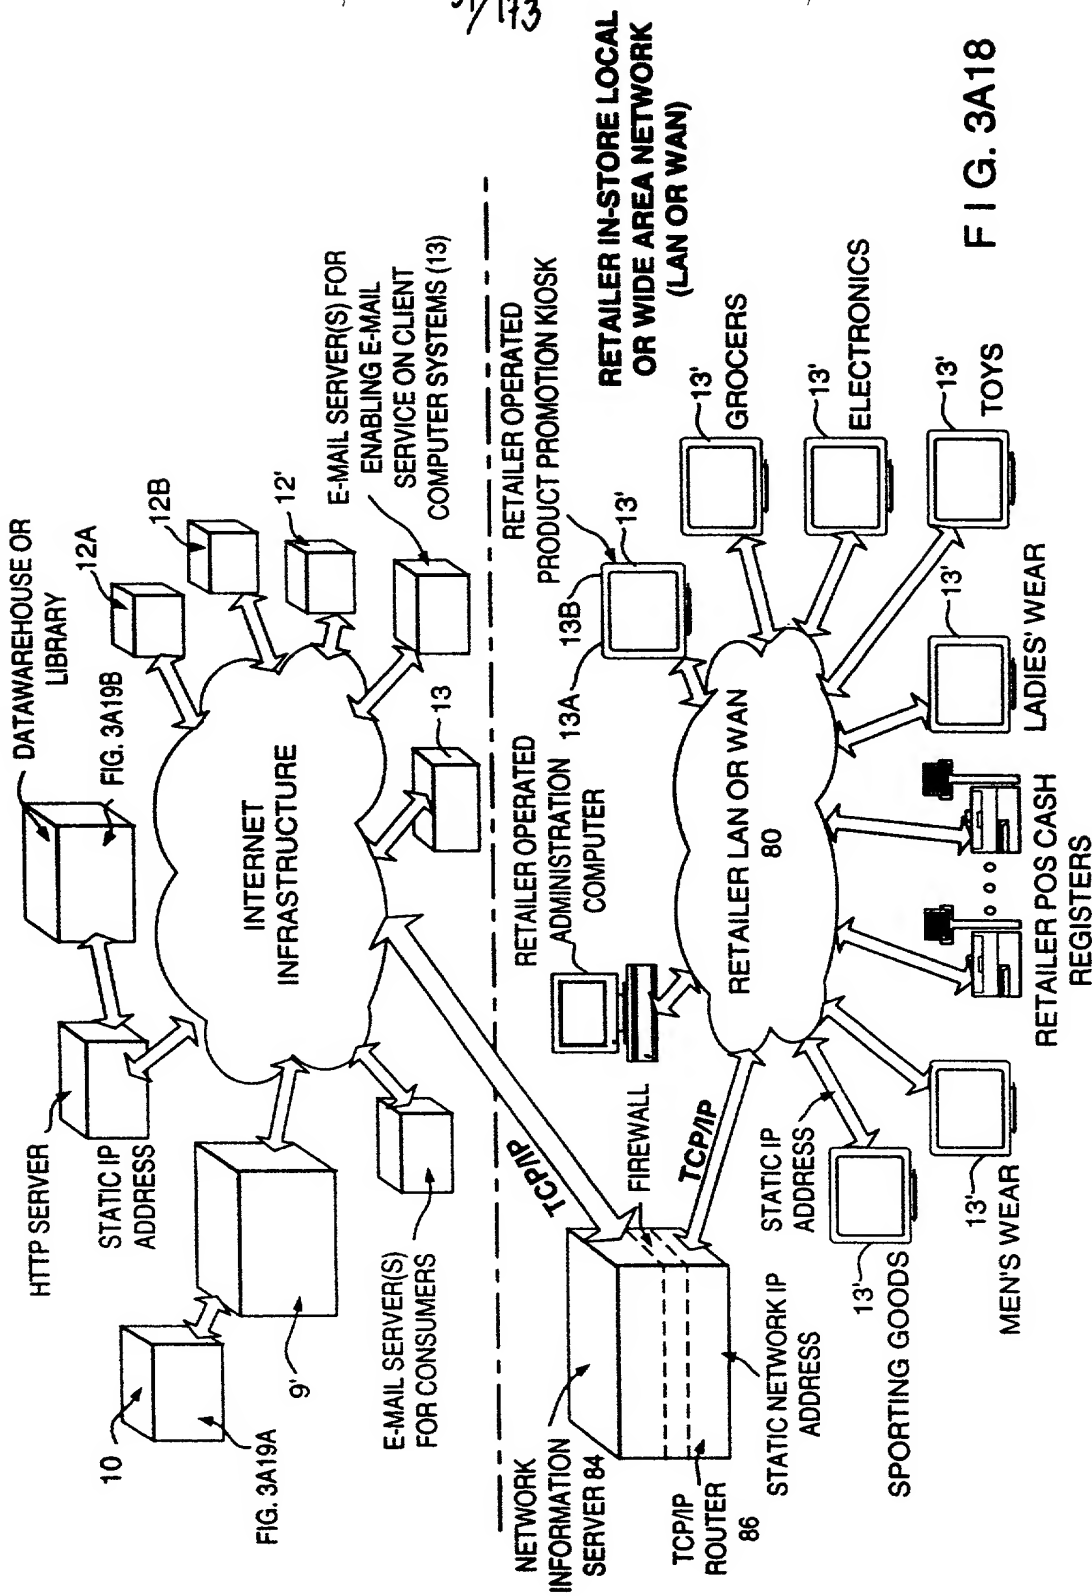 /173
HTTP SERVER
DATAWAREHOUSE OR
LIBRARY
12A
12B
12'
10
FIG. 3A19A
9'
STATIC IP
ADDRESS
FIG. 3A19B
INTERNET
INFRASTRUCTURE
E-MAIL SERVER(S) FOR
ENABLING E-MAIL
SERVICE ON CLIENT
COMPUTER SYSTEMS (13)
13
E-MAIL SERVER(S)
FOR CONSUMERS
TCP/IP
NETWORK
INFORMATION
SERVER 84
TCP/IP
ROUTER
86
STATIC NETWORK IP
ADDRESS
FIREWALL
TCP/IP
RETAILER OPERATED
ADMINISTRATION
COMPUTER
RETAILER OPERATED
PRODUCT PROMOTION KIOSK
13A
13B
13'
RETAILER IN-STORE LOCAL
OR WIDE AREA NETWORK
(LAN OR WAN)
RETAILER LAN OR WAN
80
STATIC IP
ADDRESS
13'
SPORTING GOODS
13'
MEN'S WEAR
RETAILER POS CASH
REGISTERS
13'
LADIES' WEAR
13'
TOYS
13'
ELECTRONICS
13'
GROCERS
FIG. 3A18